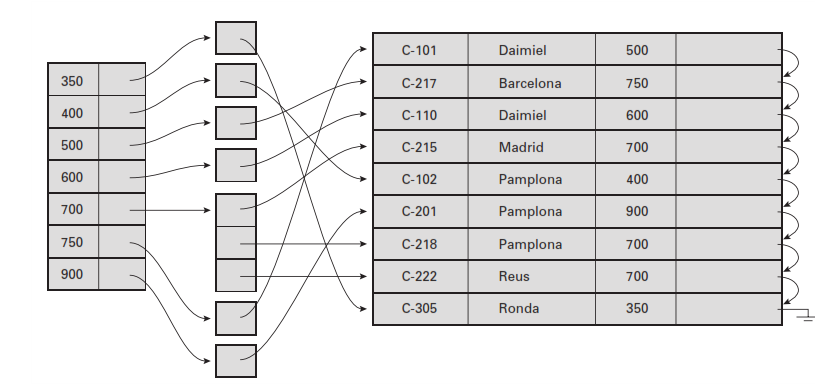 350
400
500
600
700
750
900
C-101 Daimiel 500
C-217 Barcelona 750
C-110 Daimiel 600
C-215 Madrid 700
C-102 Pamplona 400
C-201 Pamplona 900
C-218 Pamplona 700
C-222 Reus 700
C-305 Ronda 350